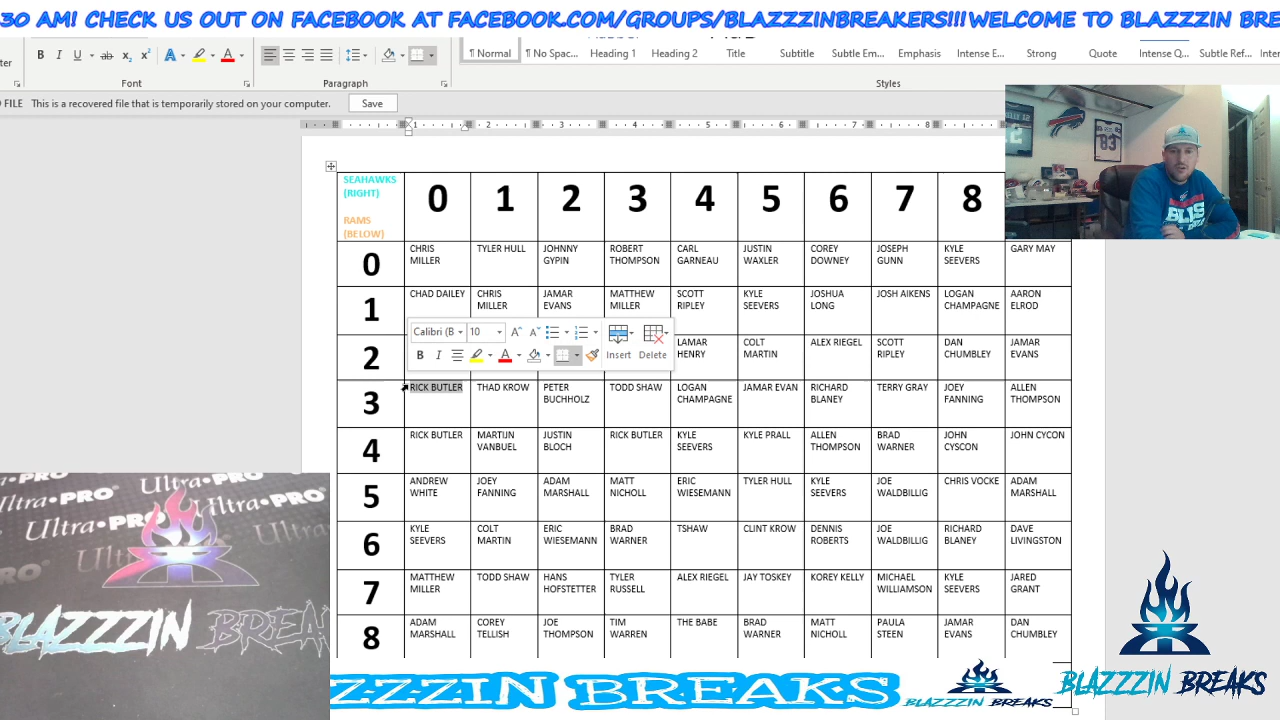 30 AM! CHECK US OUT ON FACEBOOK AT FACEBOOK.COM/GROUPS/BLAZZZINBREAKERS!!! WELCOME TO BLAZZZIN BRE
¶ Normal ¶ No Spac... Heading 1 Heading 2 Title Subtitle Subtle Em... Emphasis Intense E... Strong Quote Intense Q... Subtle Ref...
Font Paragraph Styles
FILE This is a recovered file that is temporarily stored on your computer. Save
1 2 3 4 5 6 7 8
SEAHAWKS
(RIGHT)
RAMS
(BELOW)
0 1 2 3 4 5 6 7 8
0 CHRIS MILLER TYLER HULL JOHNNY GYPIN ROBERT THOMPSON CARL GARNEAU JUSTIN WAXLER COREY DOWNEY JOSEPH GUNN KYLE SEEVERS GARY MAY
1 CHAD DAILEY CHRIS MILLER JAMAR EVANS MATTHEW MILLER SCOTT RIPLEY KYLE SEEVERS JOSHUA LONG JOSH AIKENS LOGAN CHAMPAGNE AARON ELROD
Calibri (B 10
Insert Delete
2 LAMAR HENRY COLT MARTIN ALEX RIEGEL SCOTT RIPLEY DAN CHUMBLEY JAMAR EVANS
3 RICK BUTLER THAD KROW PETER BUCHHOLZ TODD SHAW LOGAN CHAMPAGNE JAMAR EVAN RICHARD BLANEY TERRY GRAY JOEY FANNING ALLEN THOMPSON
4 RICK BUTLER MARTIJN VANBUEL JUSTIN BLOCH RICK BUTLER KYLE SEEVERS KYLE PRALL ALLEN THOMPSON BRAD WARNER JOHN CYSCON JOHN CYCON
5 ANDREW WHITE JOEY FANNING ADAM MARSHALL MATT NICHOLL ERIC WIESEMANN TYLER HULL KYLE SEEVERS JOE WALDBILLIG CHRIS VOCKE ADAM MARSHALL
6 KYLE SEEVERS COLT MARTIN ERIC WIESEMANN BRAD WARNER TSHAW CLINT KROW DENNIS ROBERTS JOE WALDBILLIG RICHARD BLANEY DAVE LIVINGSTON
7 MATTHEW MILLER TODD SHAW HANS HOFSTETTER TYLER RUSSELL ALEX RIEGEL JAY TOSKEY KOREY KELLY MICHAEL WILLIAMSON KYLE SEEVERS JARED GRANT
8 ADAM MARSHALL COREY TELLISH JOE THOMPSON TIM WARREN THE BABE BRAD WARNER MATT NICHOLL PAULA STEEN JAMAR EVANS DAN CHUMBLEY
83
Ultra•PRO
Ultra•PRO
BLAZZZIN BREAK
ZZZIN BREAKS
BLAZZZIN BREAKS
BLAZZZIN BREAKS